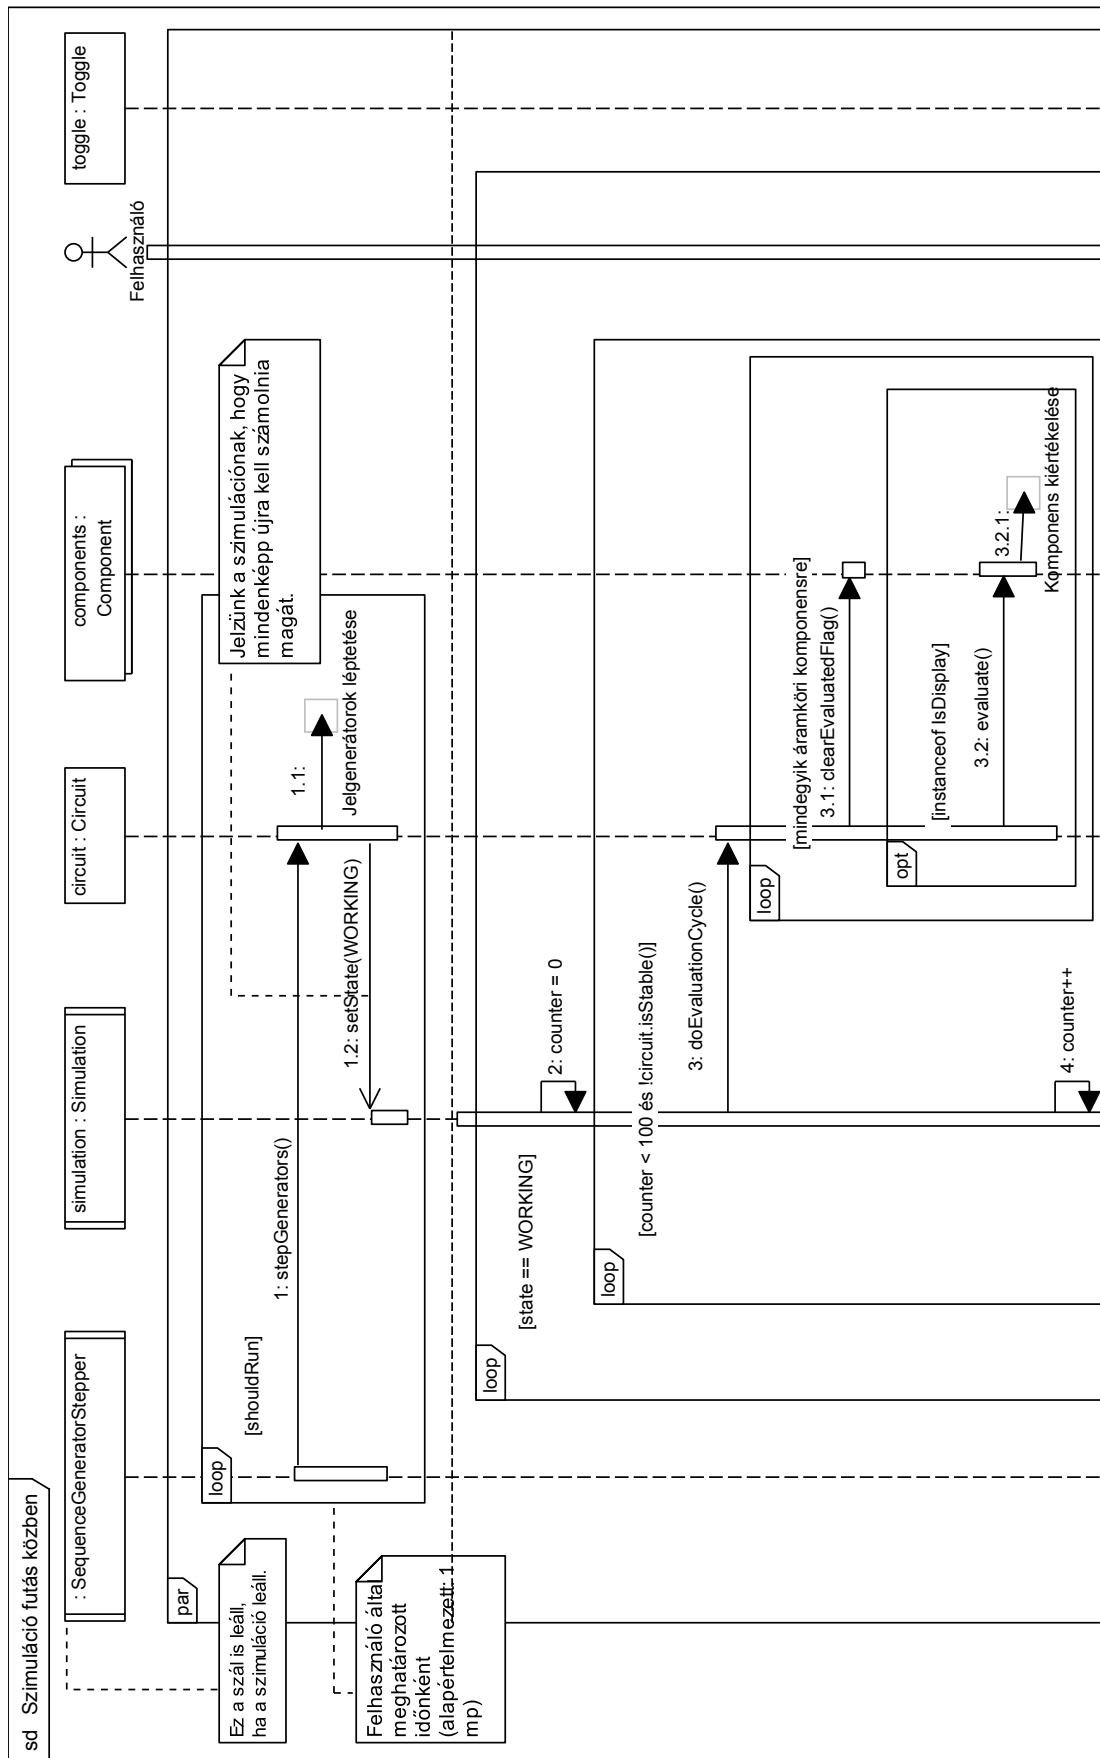 sd Szimuláció futás közben
: SequenceGeneratorStepper
simulation : Simulation
circuit : Circuit
components :
Component
Felhasználó
toggle : Toggle
par
Ez a szál is leáll,
ha a szimuláció leáll.
loop
[shouldRun]
Jelzünk a szimulációnak, hogy
mindenképp újra kell számolnia
magát.
1: stepGenerators()
1.1:
Jelgenerátorok léptetése
1.2: setState(WORKING)
Felhasználó által
meghatározott
időnként
(alapértelmezett: 1
mp)
loop
[state == WORKING]
2: counter = 0
loop
[counter < 100 és !circuit.isStable()]
3: doEvaluationCycle()
loop
[mindegyik áramköri komponensre]
3.1: clearEvaluatedFlag()
opt
[instanceof IsDisplay]
3.2: evaluate()
3.2.1:
Komponens kiértékelése
4: counter++